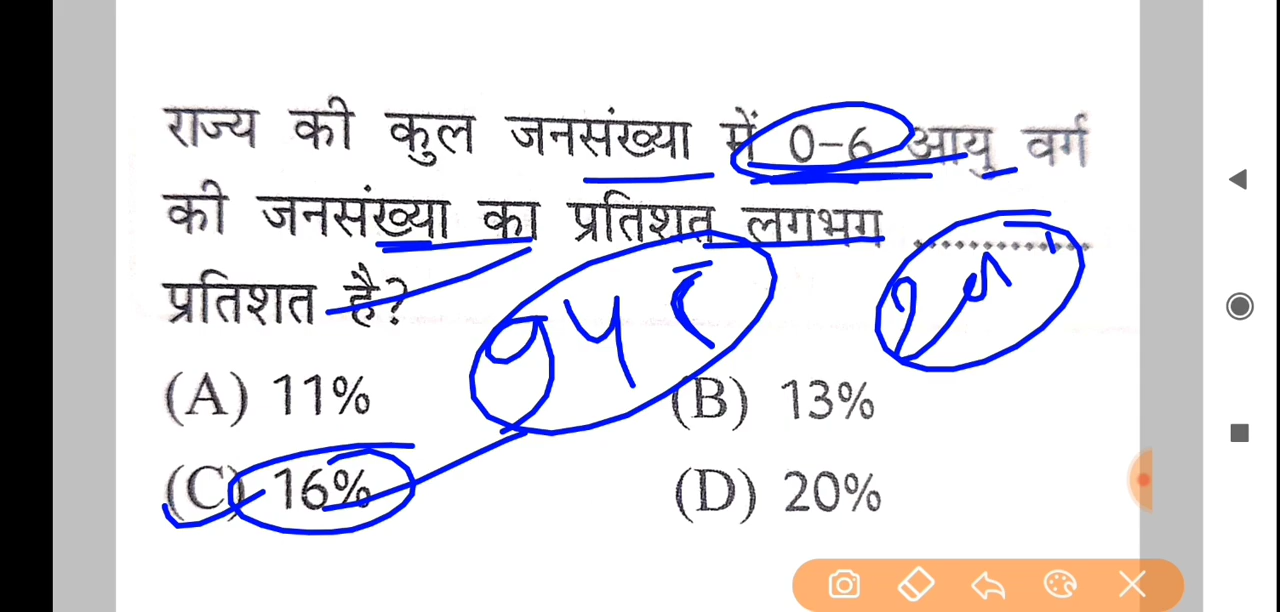 राज्य की कुल जनसंख्या में 0-6 आयु वर्ग
की जनसंख्या का प्रतिशत लगभग ..............
प्रतिशत है?
(A) 11% (B) 13%
(C) 16% (D) 20%